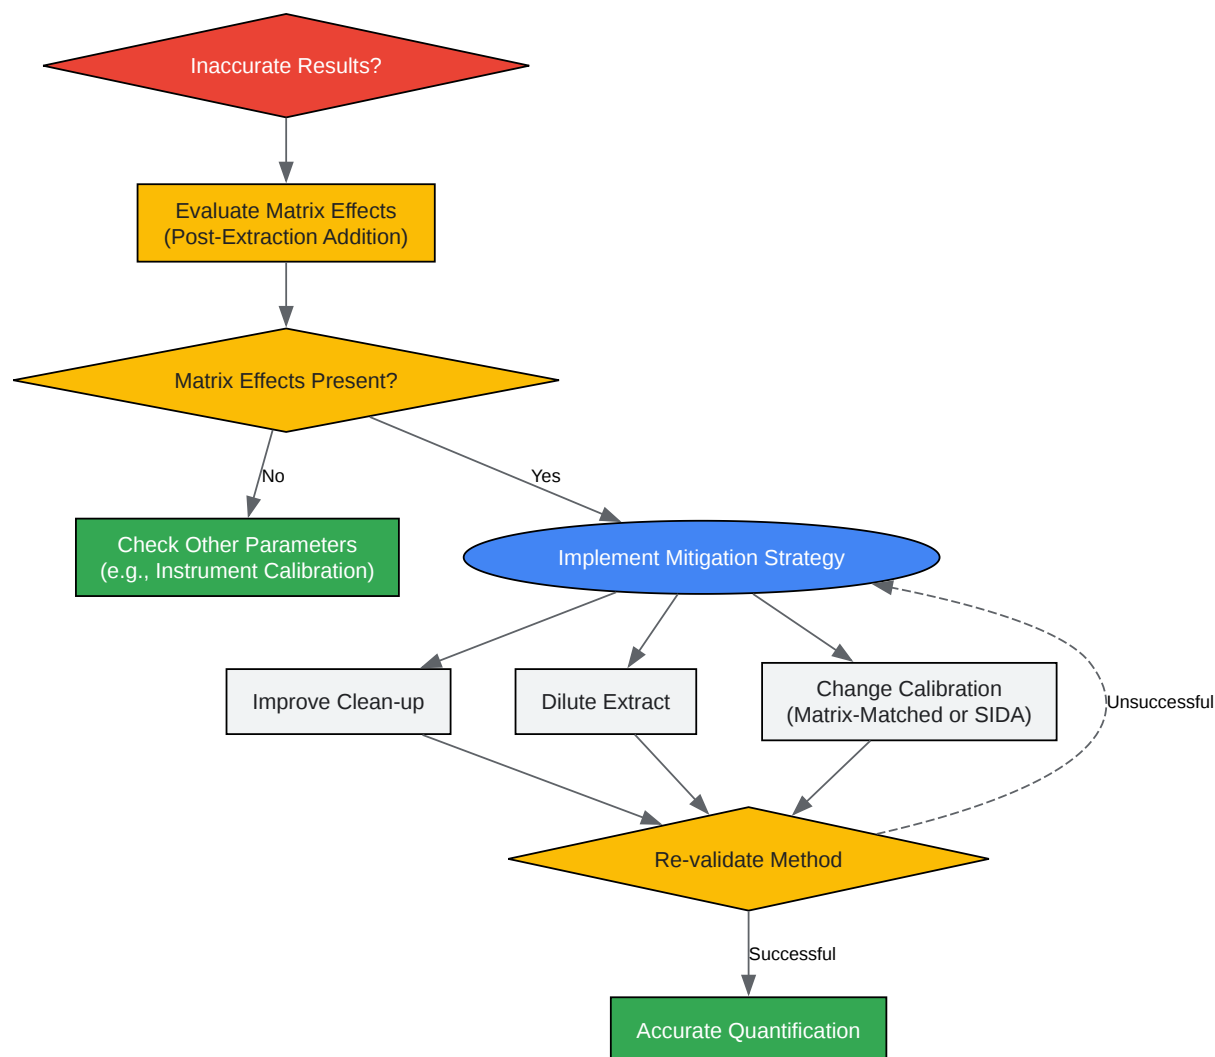 Inaccurate Results?
Evaluate Matrix Effects
(Post-Extraction Addition)
Matrix Effects Present?
No
Yes
Check Other Parameters
(e.g., Instrument Calibration)
Implement Mitigation Strategy
Improve Clean-up
Dilute Extract
Change Calibration
(Matrix-Matched or SIDA)
Unsuccessful
Re-validate Method
Successful
Accurate Quantification